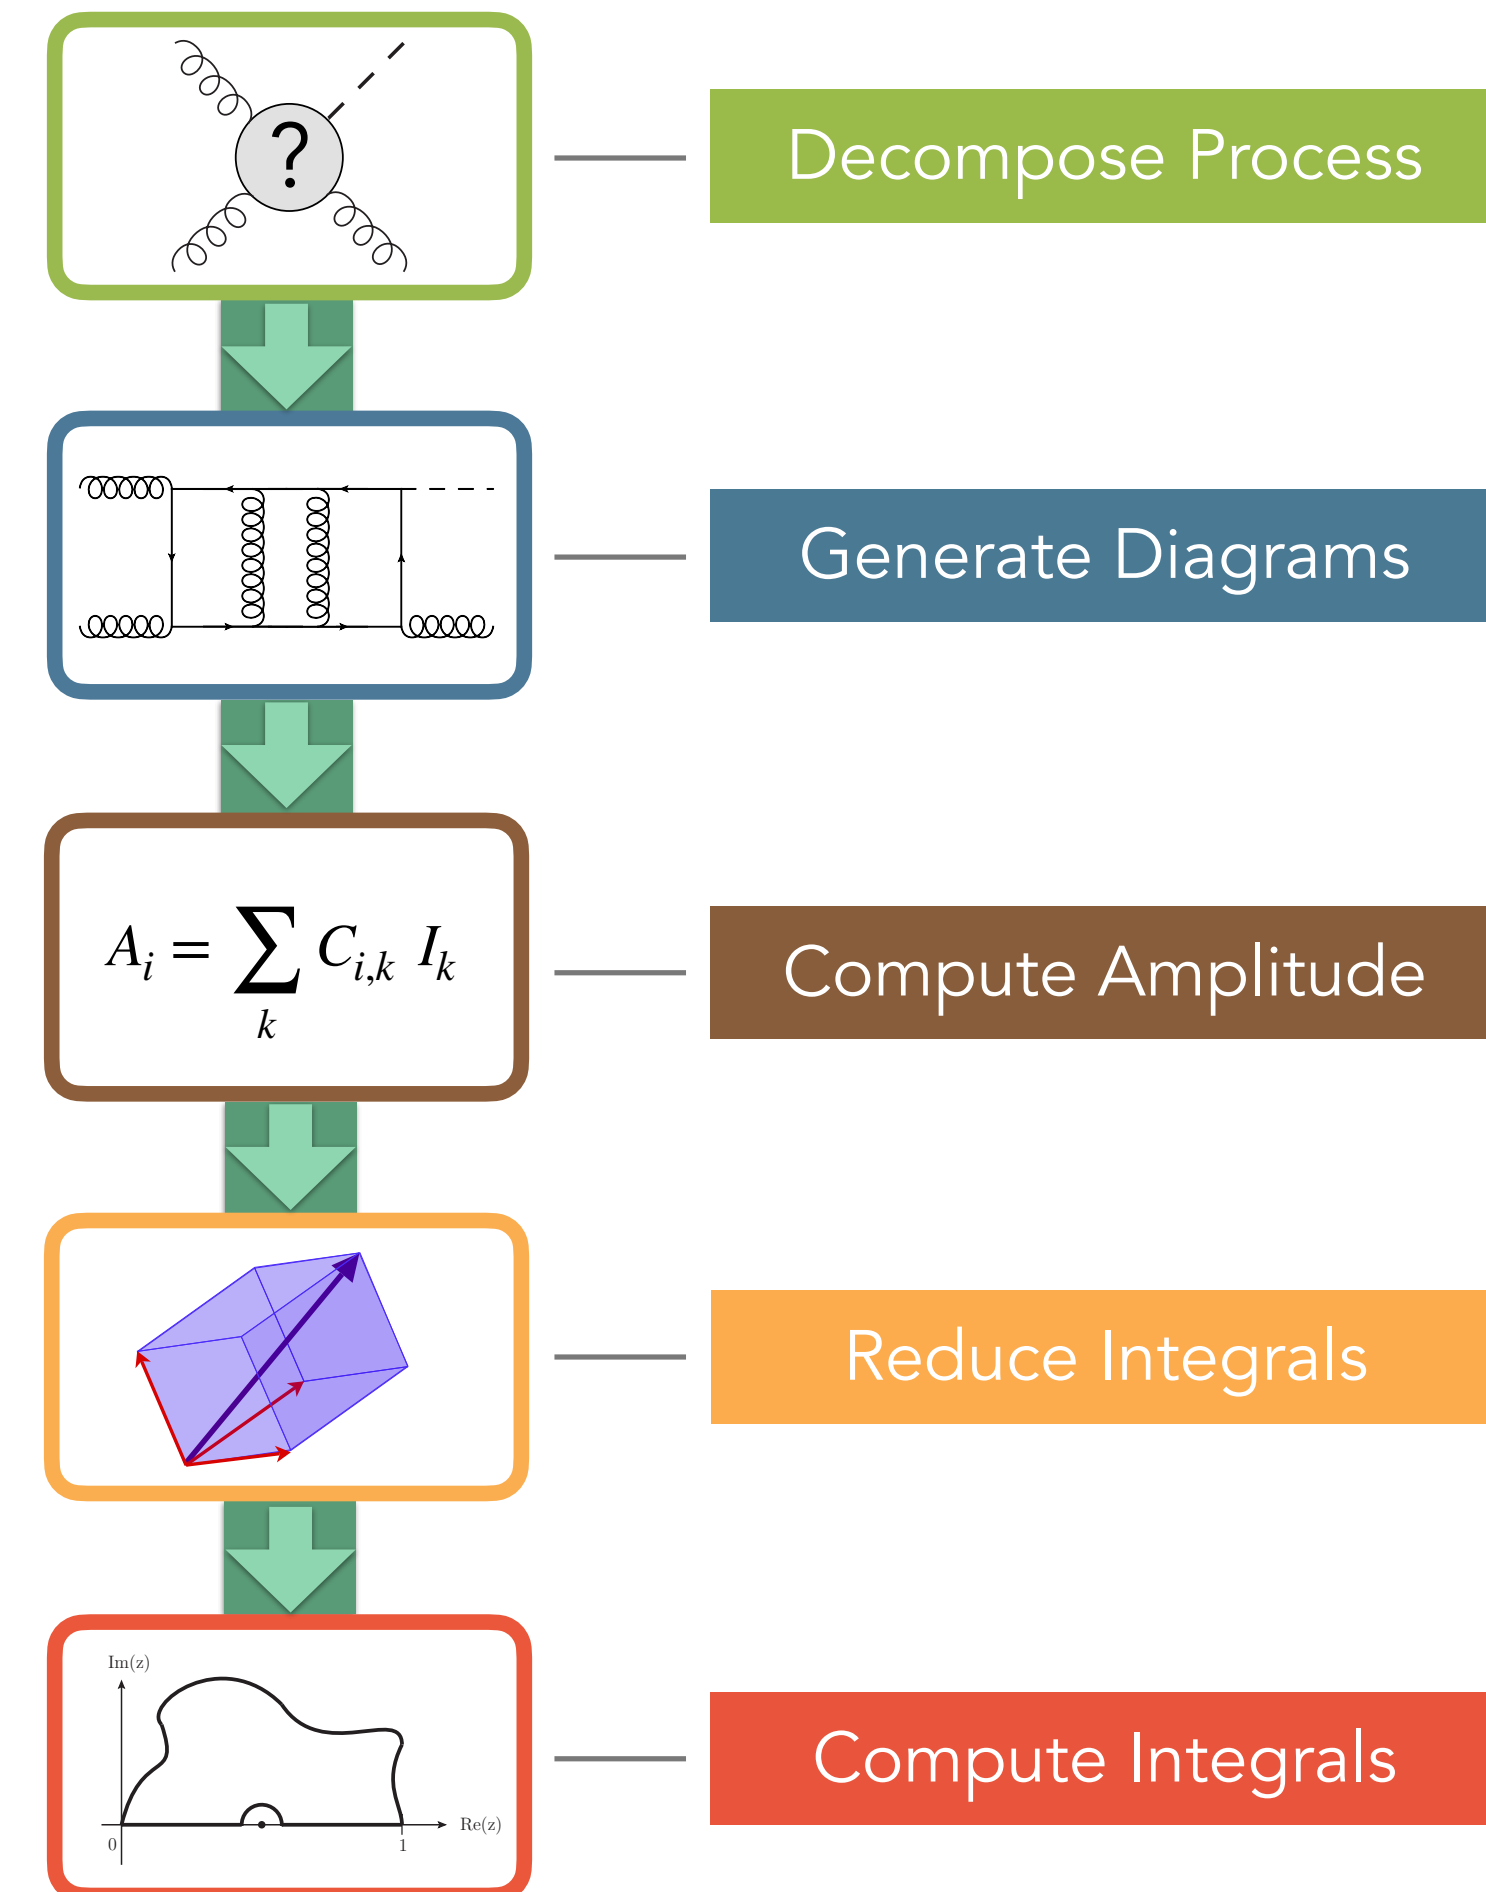 ?
Decompose Process
Generate Diagrams
A_i = ∑_k C_{i,k} I_k
Compute Amplitude
Reduce Integrals
Im(z)
Re(z)
0
1
Compute Integrals